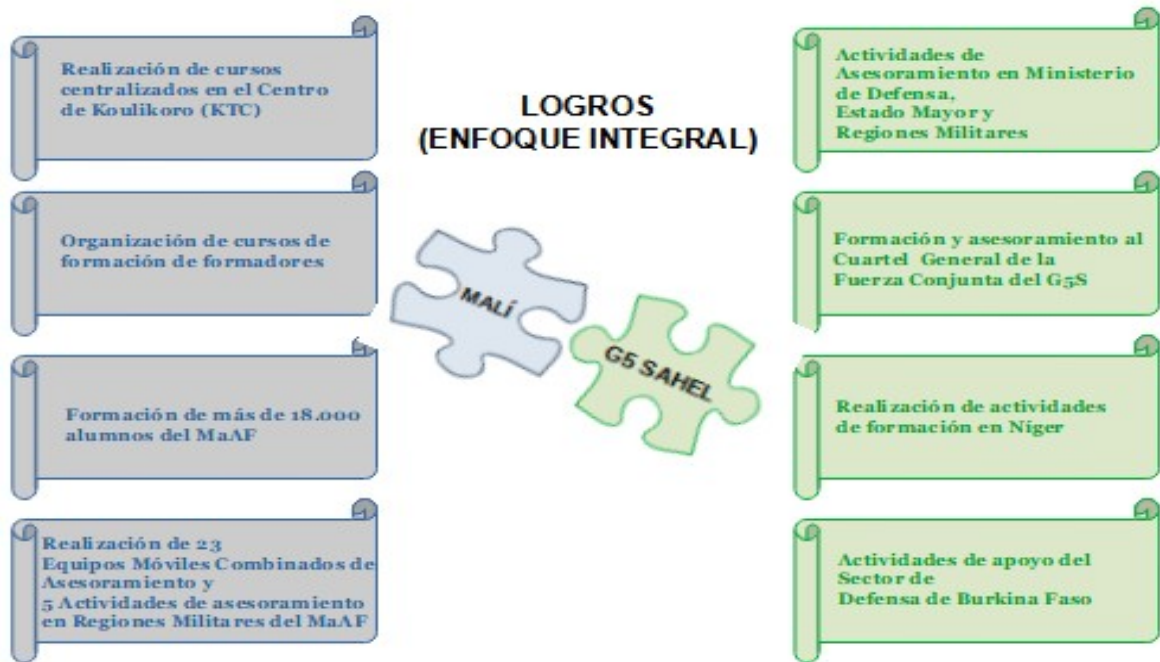 Realización de cursos
centralizados en el Centro
de Koulikoro (KTC)
Organización de cursos de
formación de formadores
Formación de más de 18.000
alumnos del MaAF
Realización de 23
Equipos Móviles Combinados de
Asesoramiento y
5 Actividades de asesoramiento
en Regiones Militares del MaAF
LOGROS
(ENFOQUE INTEGRAL)
MALÍ
G5 SAHEL
Actividades de
Asesoramiento en Ministerio
de Defensa,
Estado Mayor y
Regiones Militares
Formación y asesoramiento al
Cuartel General de la
Fuerza Conjunta del G5S
Realización de actividades
de formación en Níger
Actividades de apoyo del
Sector de
Defensa de Burkina Faso